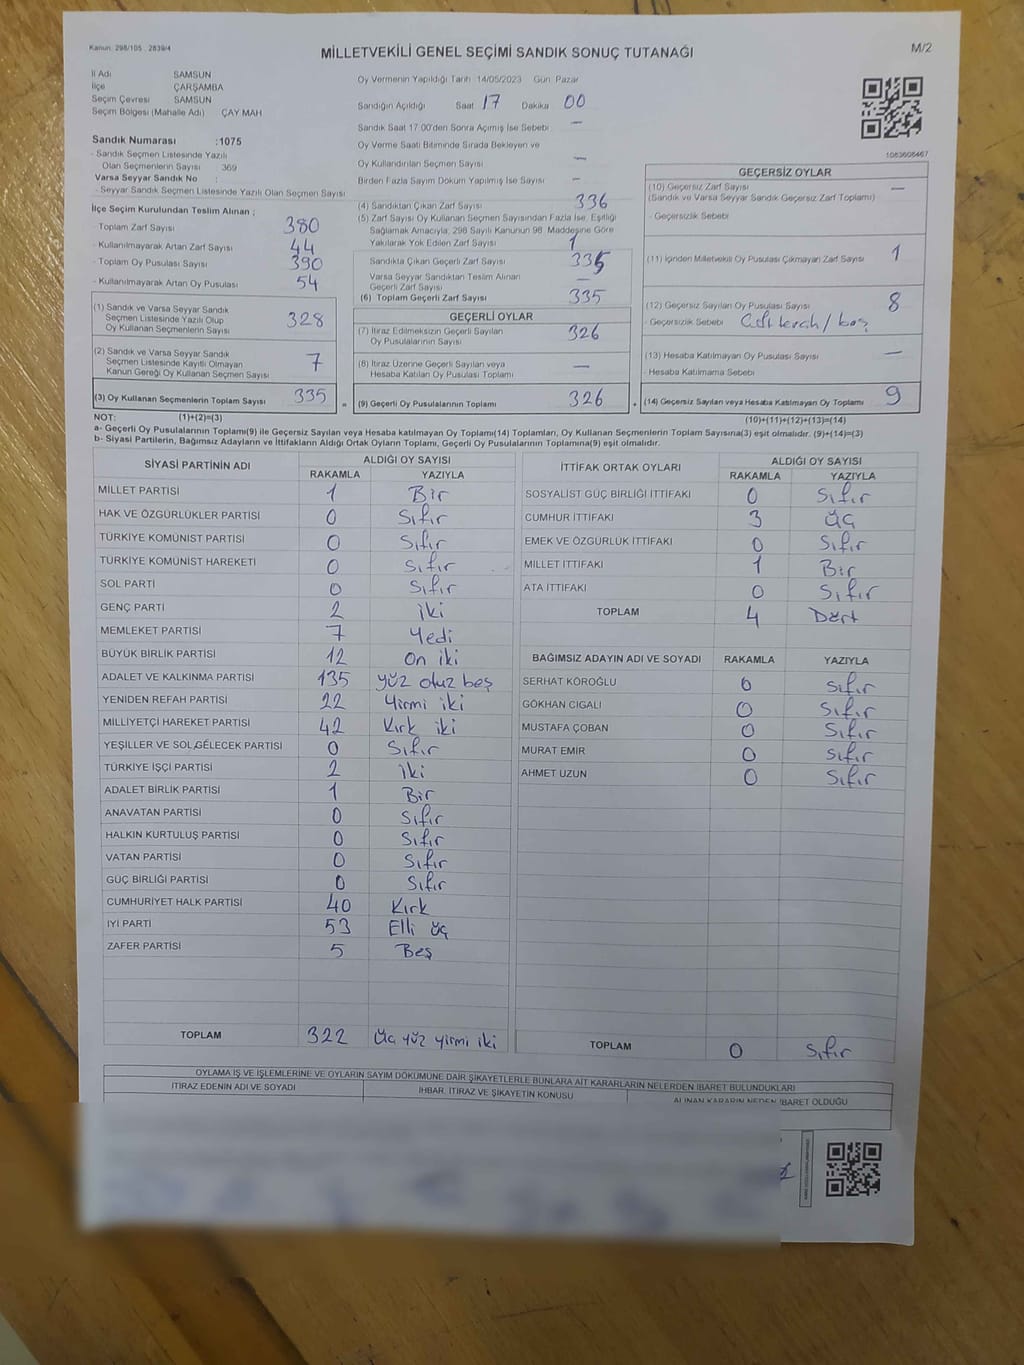 Kanun: 298/105 . 2839/4
MİLLETVEKİLİ GENEL SEÇİMİ SANDIK SONUÇ TUTANAĞI
M/2
İl Adı SAMSUN
İlçe ÇARŞAMBA
Seçim Çevresi SAMSUN
Seçim Bölgesi (Mahalle Adı) ÇAY MAH
Oy Vermenin Yapıldığı Tarih 14/05/2023 Gün: Pazar
Sandığın Açıldığı Saat 17 Dakika 00
Sandık Saat 17:00'den Sonra Açılmış İse Sebebi —
Oy Verme Saati Bitiminde Sırada Bekleyen ve
Oy Kullandırılan Seçmen Sayısı —
Birden Fazla Sayım Döküm Yapılmış İse Sayısı —
1063608467
Sandık Numarası :1075
- Sandık Seçmen Listesinde Yazılı
Olan Seçmenlerin Sayısı 369
Varsa Seyyar Sandık No :
- Seyyar Sandık Seçmen Listesinde Yazılı Olan Seçmen Sayısı
İlçe Seçim Kurulundan Teslim Alınan ;
- Toplam Zarf Sayısı 380
- Kullanılmayarak Artan Zarf Sayısı 44
- Toplam Oy Pusulası Sayısı 390
- Kullanılmayarak Artan Oy Pusulası 54
(1) Sandık ve Varsa Seyyar Sandık
Seçmen Listesinde Yazılı Olup
Oy Kullanan Seçmenlerin Sayısı 328
(2) Sandık ve Varsa Seyyar Sandık
Seçmen Listesinde Kayıtlı Olmayan
Kanun Gereği Oy Kullanan Seçmen Sayısı 7
(3) Oy Kullanan Seçmenlerin Toplam Sayısı 335 =
(4) Sandıktan Çıkan Zarf Sayısı 336
(5) Zarf Sayısı Oy Kullanan Seçmen Sayısından Fazla İse, Eşitliği
Sağlamak Amacıyla, 298 Sayılı Kanunun 98. Maddesine Göre
Yakılarak Yok Edilen Zarf Sayısı 1
Sandıkta Çıkan Geçerli Zarf Sayısı 335
Varsa Seyyar Sandıktan Teslim Alınan
Geçerli Zarf Sayısı —
(6) Toplam Geçerli Zarf Sayısı 335
GEÇERLİ OYLAR
(7) İtiraz Edilmeksizin Geçerli Sayılan
Oy Pusulalarının Sayısı 326
(8) İtiraz Üzerine Geçerli Sayılan veya
Hesaba Katılan Oy Pusulası Toplamı —
(9) Geçerli Oy Pusulalarının Toplamı 326 +
GEÇERSİZ OYLAR
(10) Geçersiz Zarf Sayısı —
(Sandık ve Varsa Seyyar Sandık Geçersiz Zarf Toplamı)
- Geçersizlik Sebebi
(11) İçinden Milletvekili Oy Pusulası Çıkmayan Zarf Sayısı 1
(12) Geçersiz Sayılan Oy Pusulası Sayısı 8
- Geçersizlik Sebebi Çift tercih / boş
(13) Hesaba Katılmayan Oy Pusulası Sayısı —
- Hesaba Katılmama Sebebi
(14) Geçersiz Sayılan veya Hesaba Katılmayan Oy Toplamı 9
NOT: (1)+(2)=(3) (10)+(11)+(12)+(13)=(14)
a- Geçerli Oy Pusulalarının Toplamı(9) ile Geçersiz Sayılan veya Hesaba katılmayan Oy Toplamı(14) Toplamları, Oy Kullanan Seçmenlerin Toplam Sayısına(3) eşit olmalıdır. (9)+(14)=(3)
b- Siyasi Partilerin, Bağımsız Adayların ve İttifakların Aldığı Ortak Oyların Toplamı, Geçerli Oy Pusulalarının Toplamına(9) eşit olmalıdır.
SİYASİ PARTİNİN ADI ALDIĞI OY SAYISI
RAKAMLA YAZIYLA
MİLLET PARTİSİ 1 Bir
HAK VE ÖZGÜRLÜKLER PARTİSİ 0 Sıfır
TÜRKİYE KOMÜNİST PARTİSİ 0 Sıfır
TÜRKİYE KOMÜNİST HAREKETİ 0 Sıfır
SOL PARTİ 0 Sıfır
GENÇ PARTİ 2 iki
MEMLEKET PARTİSİ 7 Yedi
BÜYÜK BİRLİK PARTİSİ 12 On iki
ADALET VE KALKINMA PARTİSİ 135 yüz otuz beş
YENİDEN REFAH PARTİSİ 22 Yirmi iki
MİLLİYETÇİ HAREKET PARTİSİ 42 Kırk iki
YEŞİLLER VE SOL GELECEK PARTİSİ 0 Sıfır
TÜRKİYE İŞÇİ PARTİSİ 2 iki
ADALET BİRLİK PARTİSİ 1 Bir
ANAVATAN PARTİSİ 0 Sıfır
HALKIN KURTULUŞ PARTİSİ 0 Sıfır
VATAN PARTİSİ 0 Sıfır
GÜÇ BİRLİĞİ PARTİSİ 0 Sıfır
CUMHURİYET HALK PARTİSİ 40 Kırk
İYİ PARTİ 53 Elli üç
ZAFER PARTİSİ 5 Beş
TOPLAM 322 Üç yüz yirmi iki
İTTİFAK ORTAK OYLARI ALDIĞI OY SAYISI
RAKAMLA YAZIYLA
SOSYALİST GÜÇ BİRLİĞİ İTTİFAKI 0 Sıfır
CUMHUR İTTİFAKI 3 Üç
EMEK VE ÖZGÜRLÜK İTTİFAKI 0 Sıfır
MİLLET İTTİFAKI 1 Bir
ATA İTTİFAKI 0 Sıfır
TOPLAM 4 Dört
BAĞIMSIZ ADAYIN ADI VE SOYADI RAKAMLA YAZIYLA
SERHAT KÖROĞLU 0 Sıfır
GÖKHAN CIGALI 0 Sıfır
MUSTAFA ÇOBAN 0 Sıfır
MURAT EMİR 0 Sıfır
AHMET UZUN 0 Sıfır
TOPLAM 0 Sıfır
OYLAMA İŞ VE İŞLEMLERİNE VE OYLARIN SAYIM DÖKÜMÜNE DAİR ŞİKAYETLERLE BUNLARA AİT KARARLARIN NELERDEN İBARET BULUNDUKLARI
İTİRAZ EDENİN ADI VE SOYADI İHBAR, İTİRAZ VE ŞİKAYETİN KONUSU ALINAN KARARIN NEDEN İBARET OLDUĞU